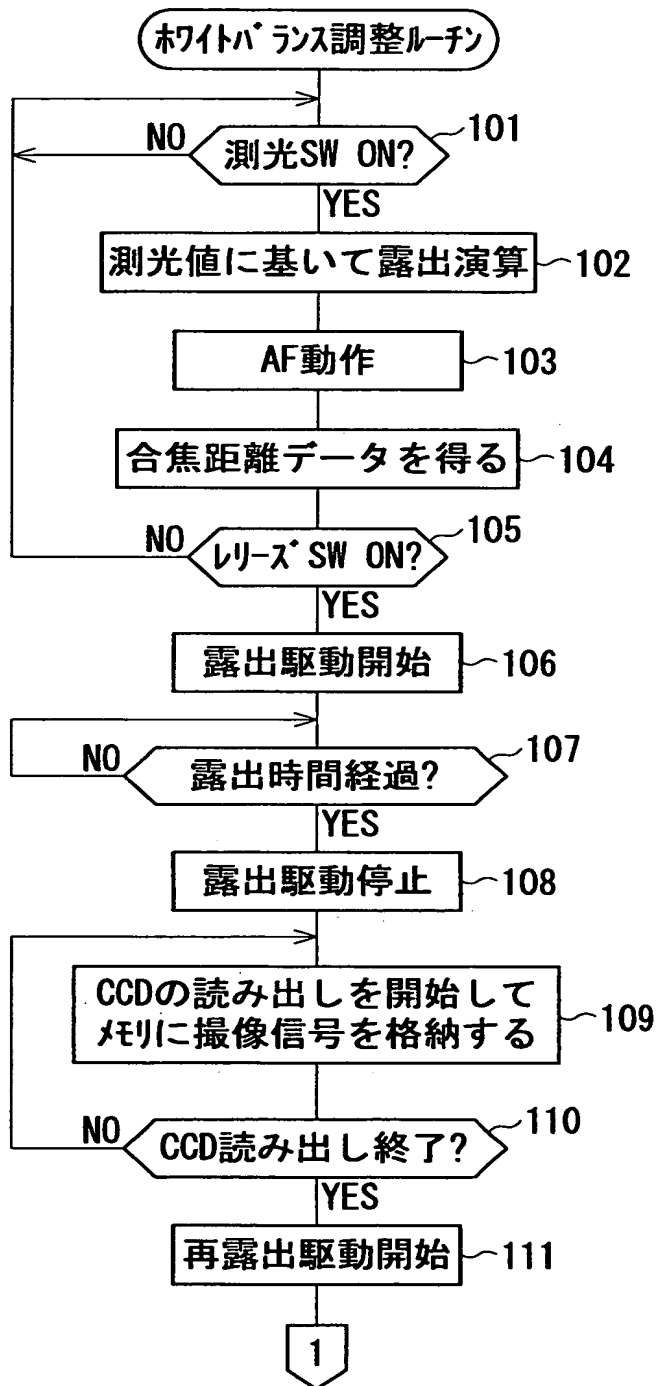 ホワイトバランス調整ルーチン
NO
測光SW ON?
101
YES
測光値に基いて露出演算
102
AF動作
103
合焦距離データを得る
104
NO
レリーズSW ON?
105
YES
露出駆動開始
106
NO
露出時間経過?
107
YES
露出駆動停止
108
CCDの読み出しを開始して
メモリに撮像信号を格納する
109
NO
CCD読み出し終了?
110
YES
再露出駆動開始
111
1